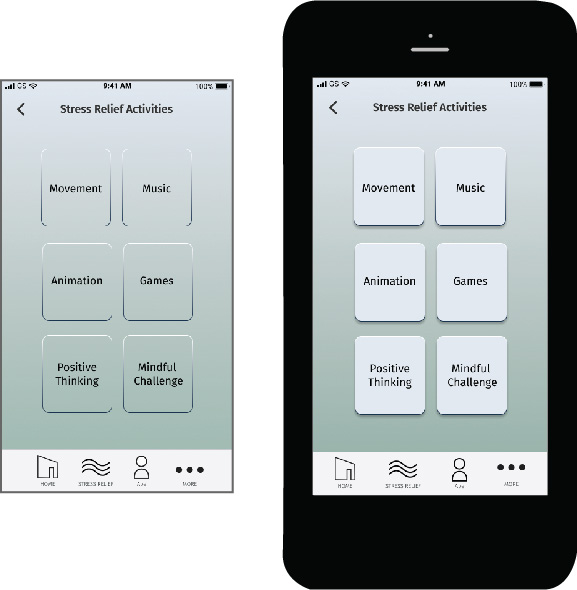 GS 9:41 AM 100%
Stress Relief Activities
Movement
Music
Animation
Games
Positive
Thinking
Mindful
Challenge
HOME
STRESS RELIEF
MORE
GS 9:41 AM 100%
Stress Relief Activities
Movement
Music
Animation
Games
Positive
Thinking
Mindful
Challenge
HOME
STRESS RELIEF
MORE